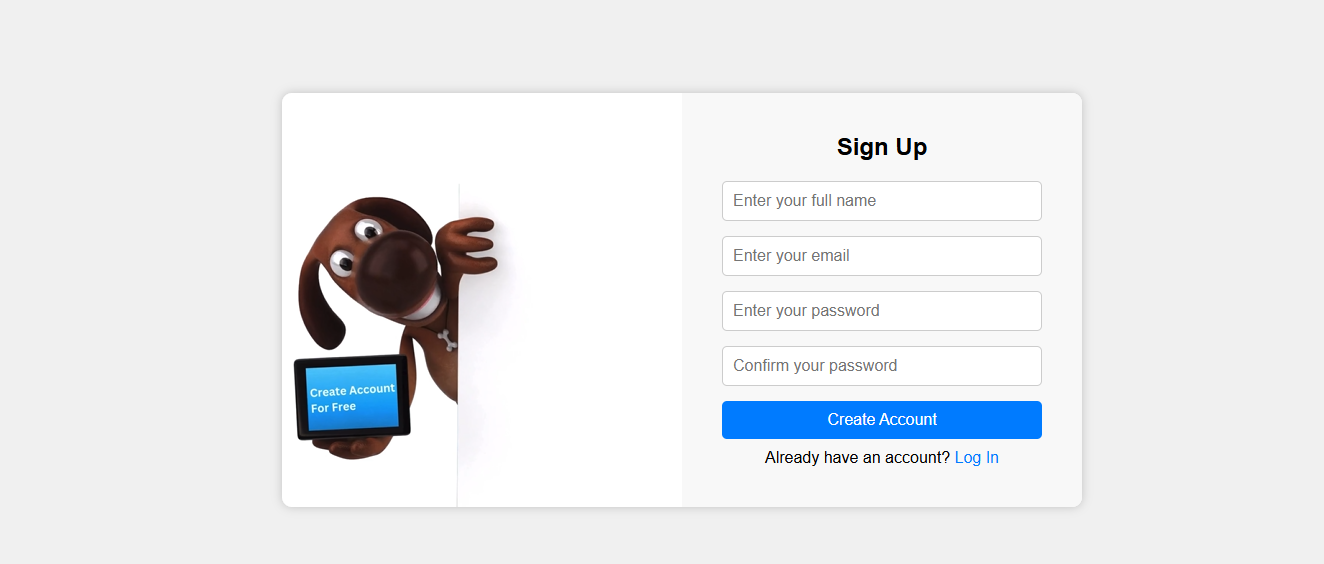 Create Account
For Free
Sign Up
Enter your full name
Enter your email
Enter your password
Confirm your password
Create Account
Already have an account? Log In